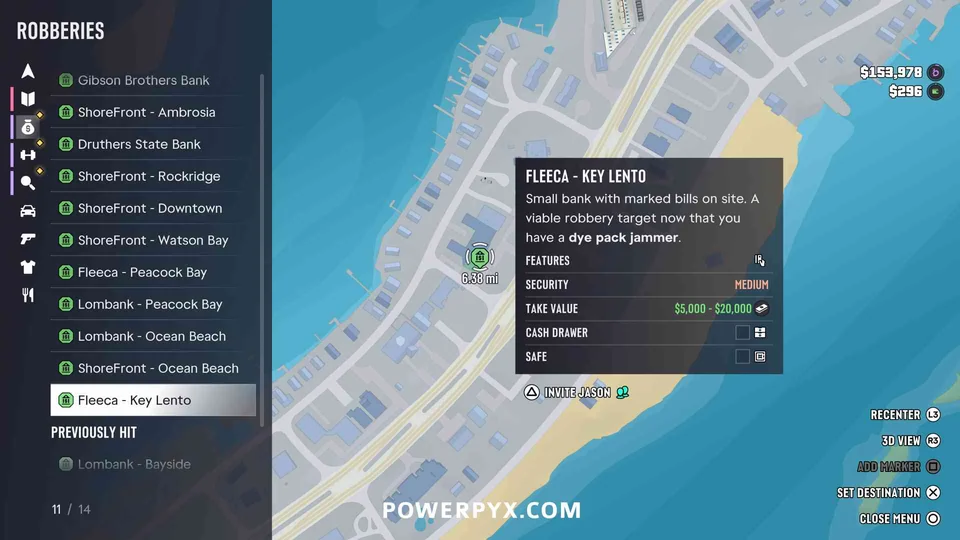 ROBBERIES
Gibson Brothers Bank
ShoreFront - Ambrosia
Druthers State Bank
ShoreFront - Rockridge
ShoreFront - Downtown
ShoreFront - Watson Bay
Fleeca - Peacock Bay
Lombank - Peacock Bay
Lombank - Ocean Beach
ShoreFront - Ocean Beach
Fleeca - Key Lento
PREVIOUSLY HIT
Lombank - Bayside
11 / 14
6.38 mi
FLEECA - KEY LENTO
Small bank with marked bills on site. A
viable robbery target now that you
have a dye pack jammer.
FEATURES
SECURITY MEDIUM
TAKE VALUE $5,000 - $20,000
CASH DRAWER
SAFE
INVITE JASON
$153,978
$296
RECENTER L3
3D VIEW R3
ADD MARKER
SET DESTINATION
CLOSE MENU
POWERPYX.COM